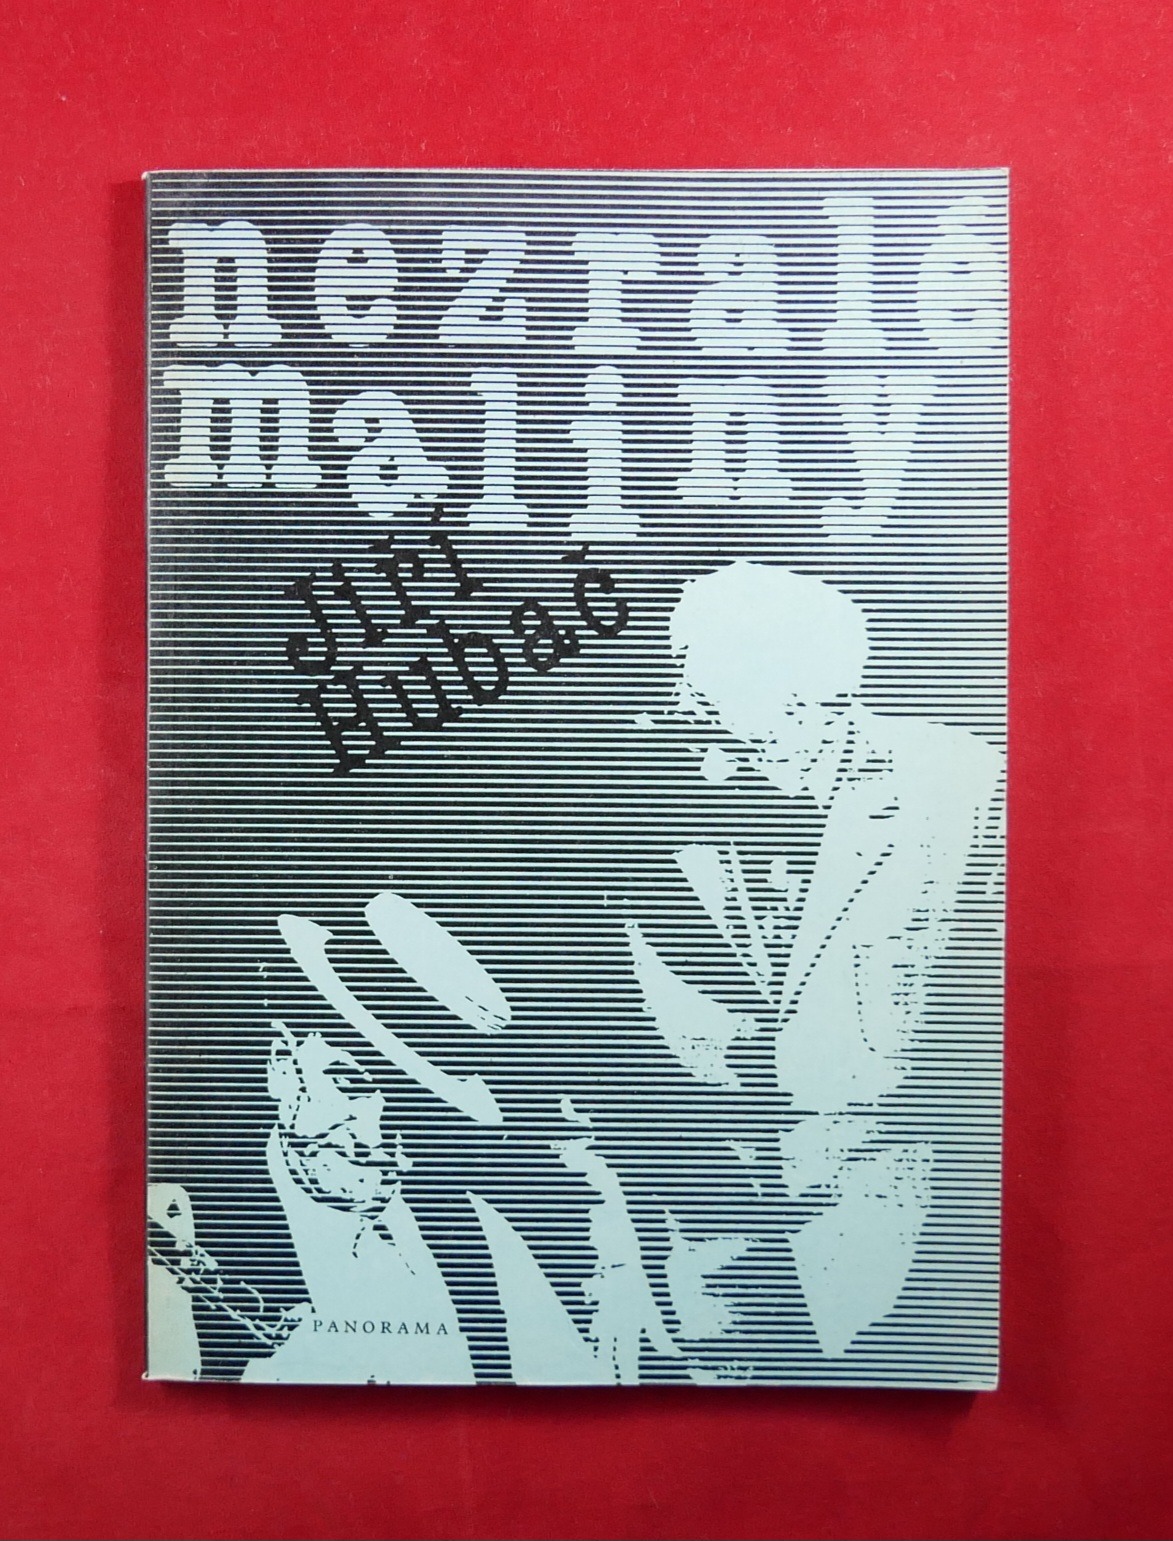 nezralé
maliny
Jiří
Hubač
PANORAMA